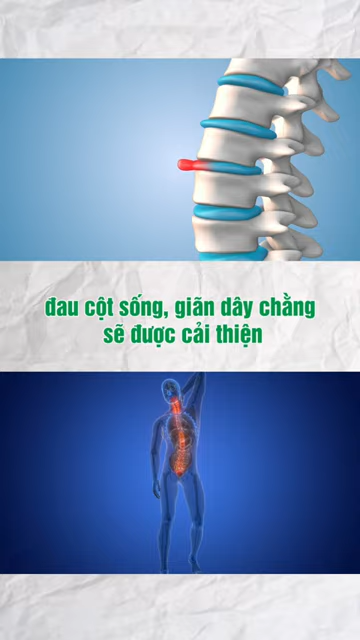 đau cột sống, giãn dây chằng
sẽ được cải thiện